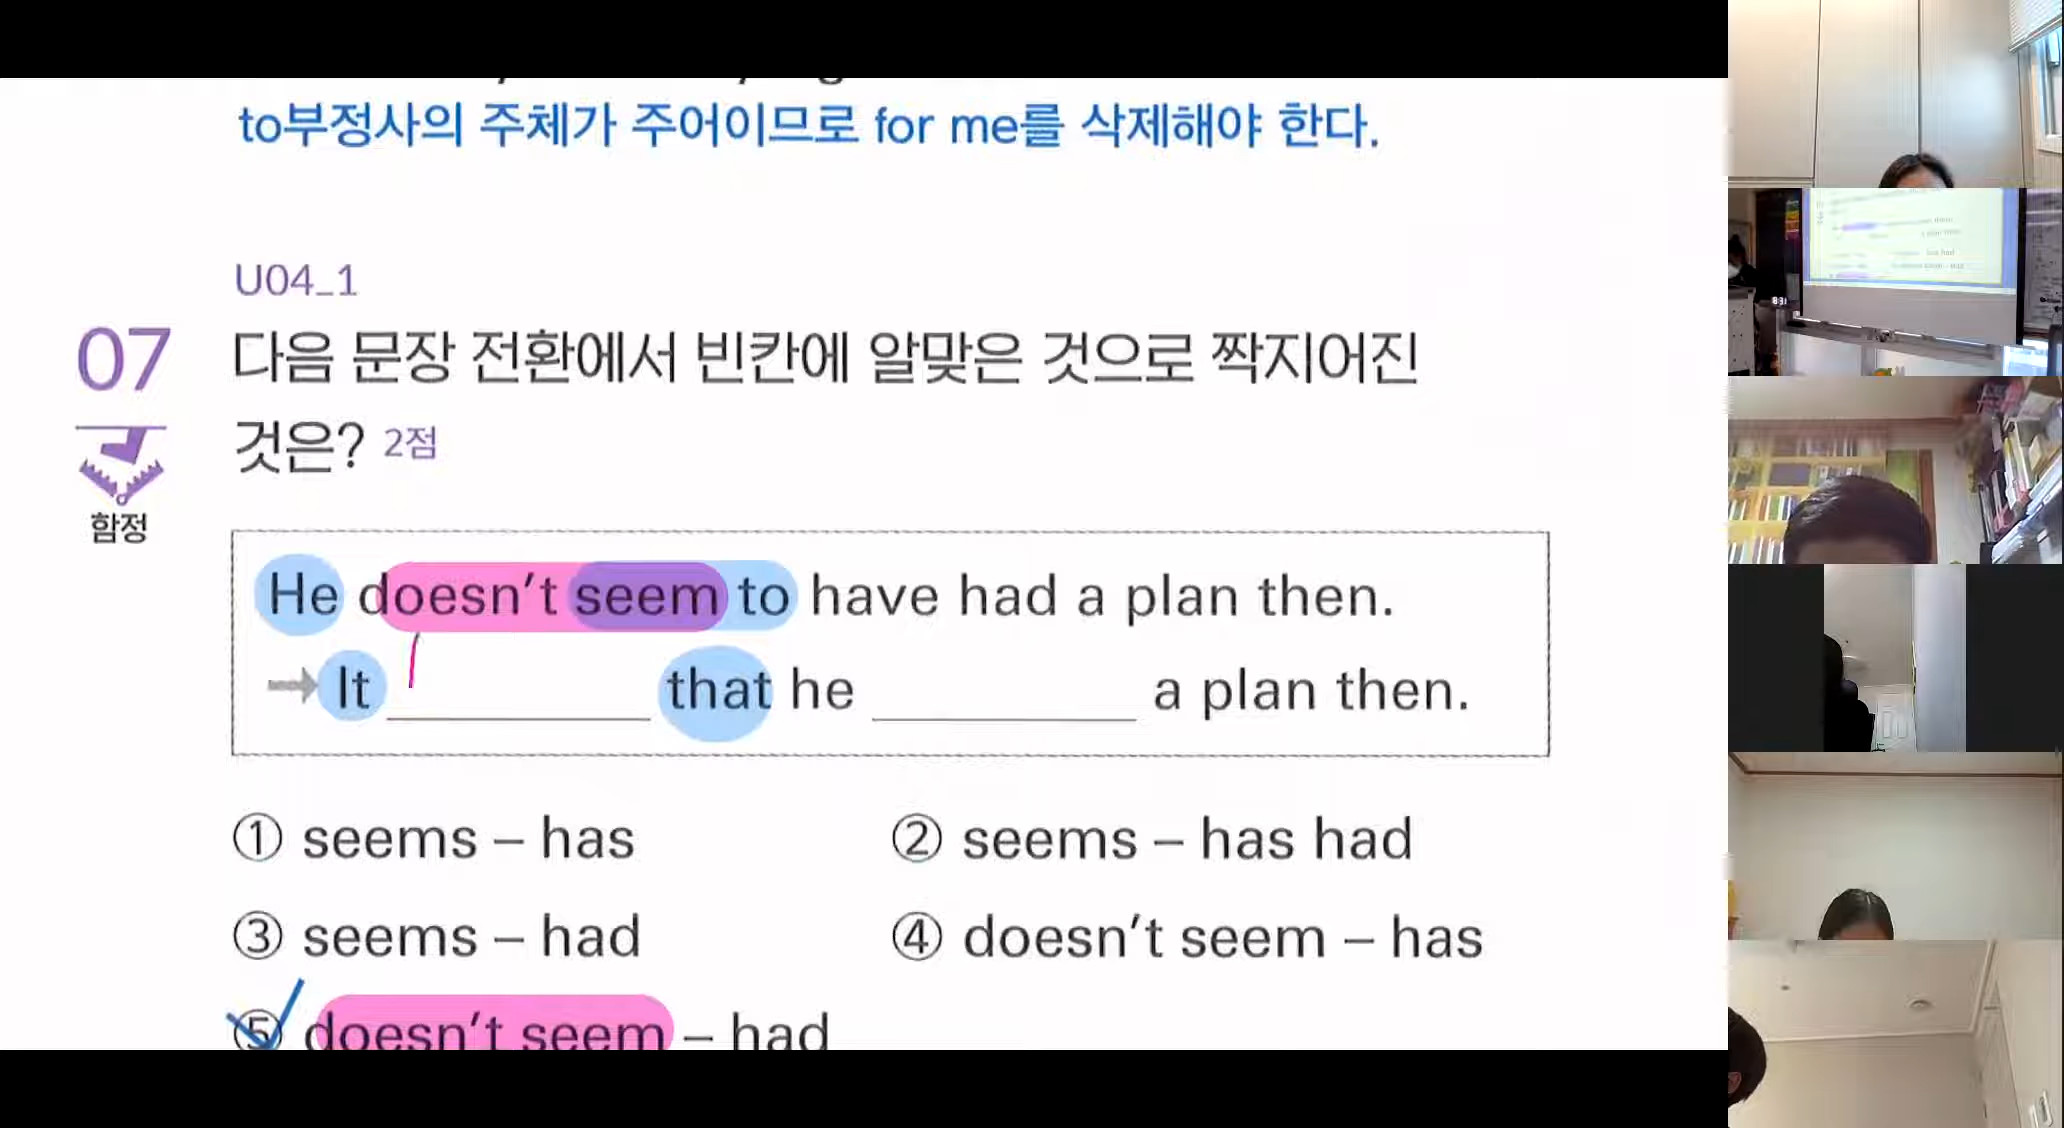 to부정사의 주체가 주어이므로 for me를 삭제해야 한다.
U04_1
07 다음 문장 전환에서 빈칸에 알맞은 것으로 짝지어진
것은? 2점
함정
He doesn't seem to have had a plan then.
➡ It ________ that he ________ a plan then.
① seems – has
② seems – has had
③ seems – had
④ doesn't seem – has
⑤ doesn't seem – had